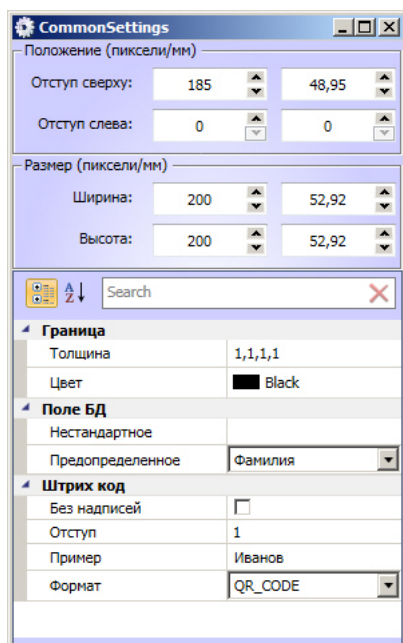 CommonSettings
Положение (пиксели/мм)
Отступ сверху: 185 48,95
Отступ слева: 0 0
Размер (пиксели/мм)
Ширина: 200 52,92
Высота: 200 52,92
A Z Search
Граница
Толщина 1,1,1,1
Цвет Black
Поле БД
Нестандартное
Предопределенное Фамилия
Штрих код
Без надписей
Отступ 1
Пример Иванов
Формат QR_CODE